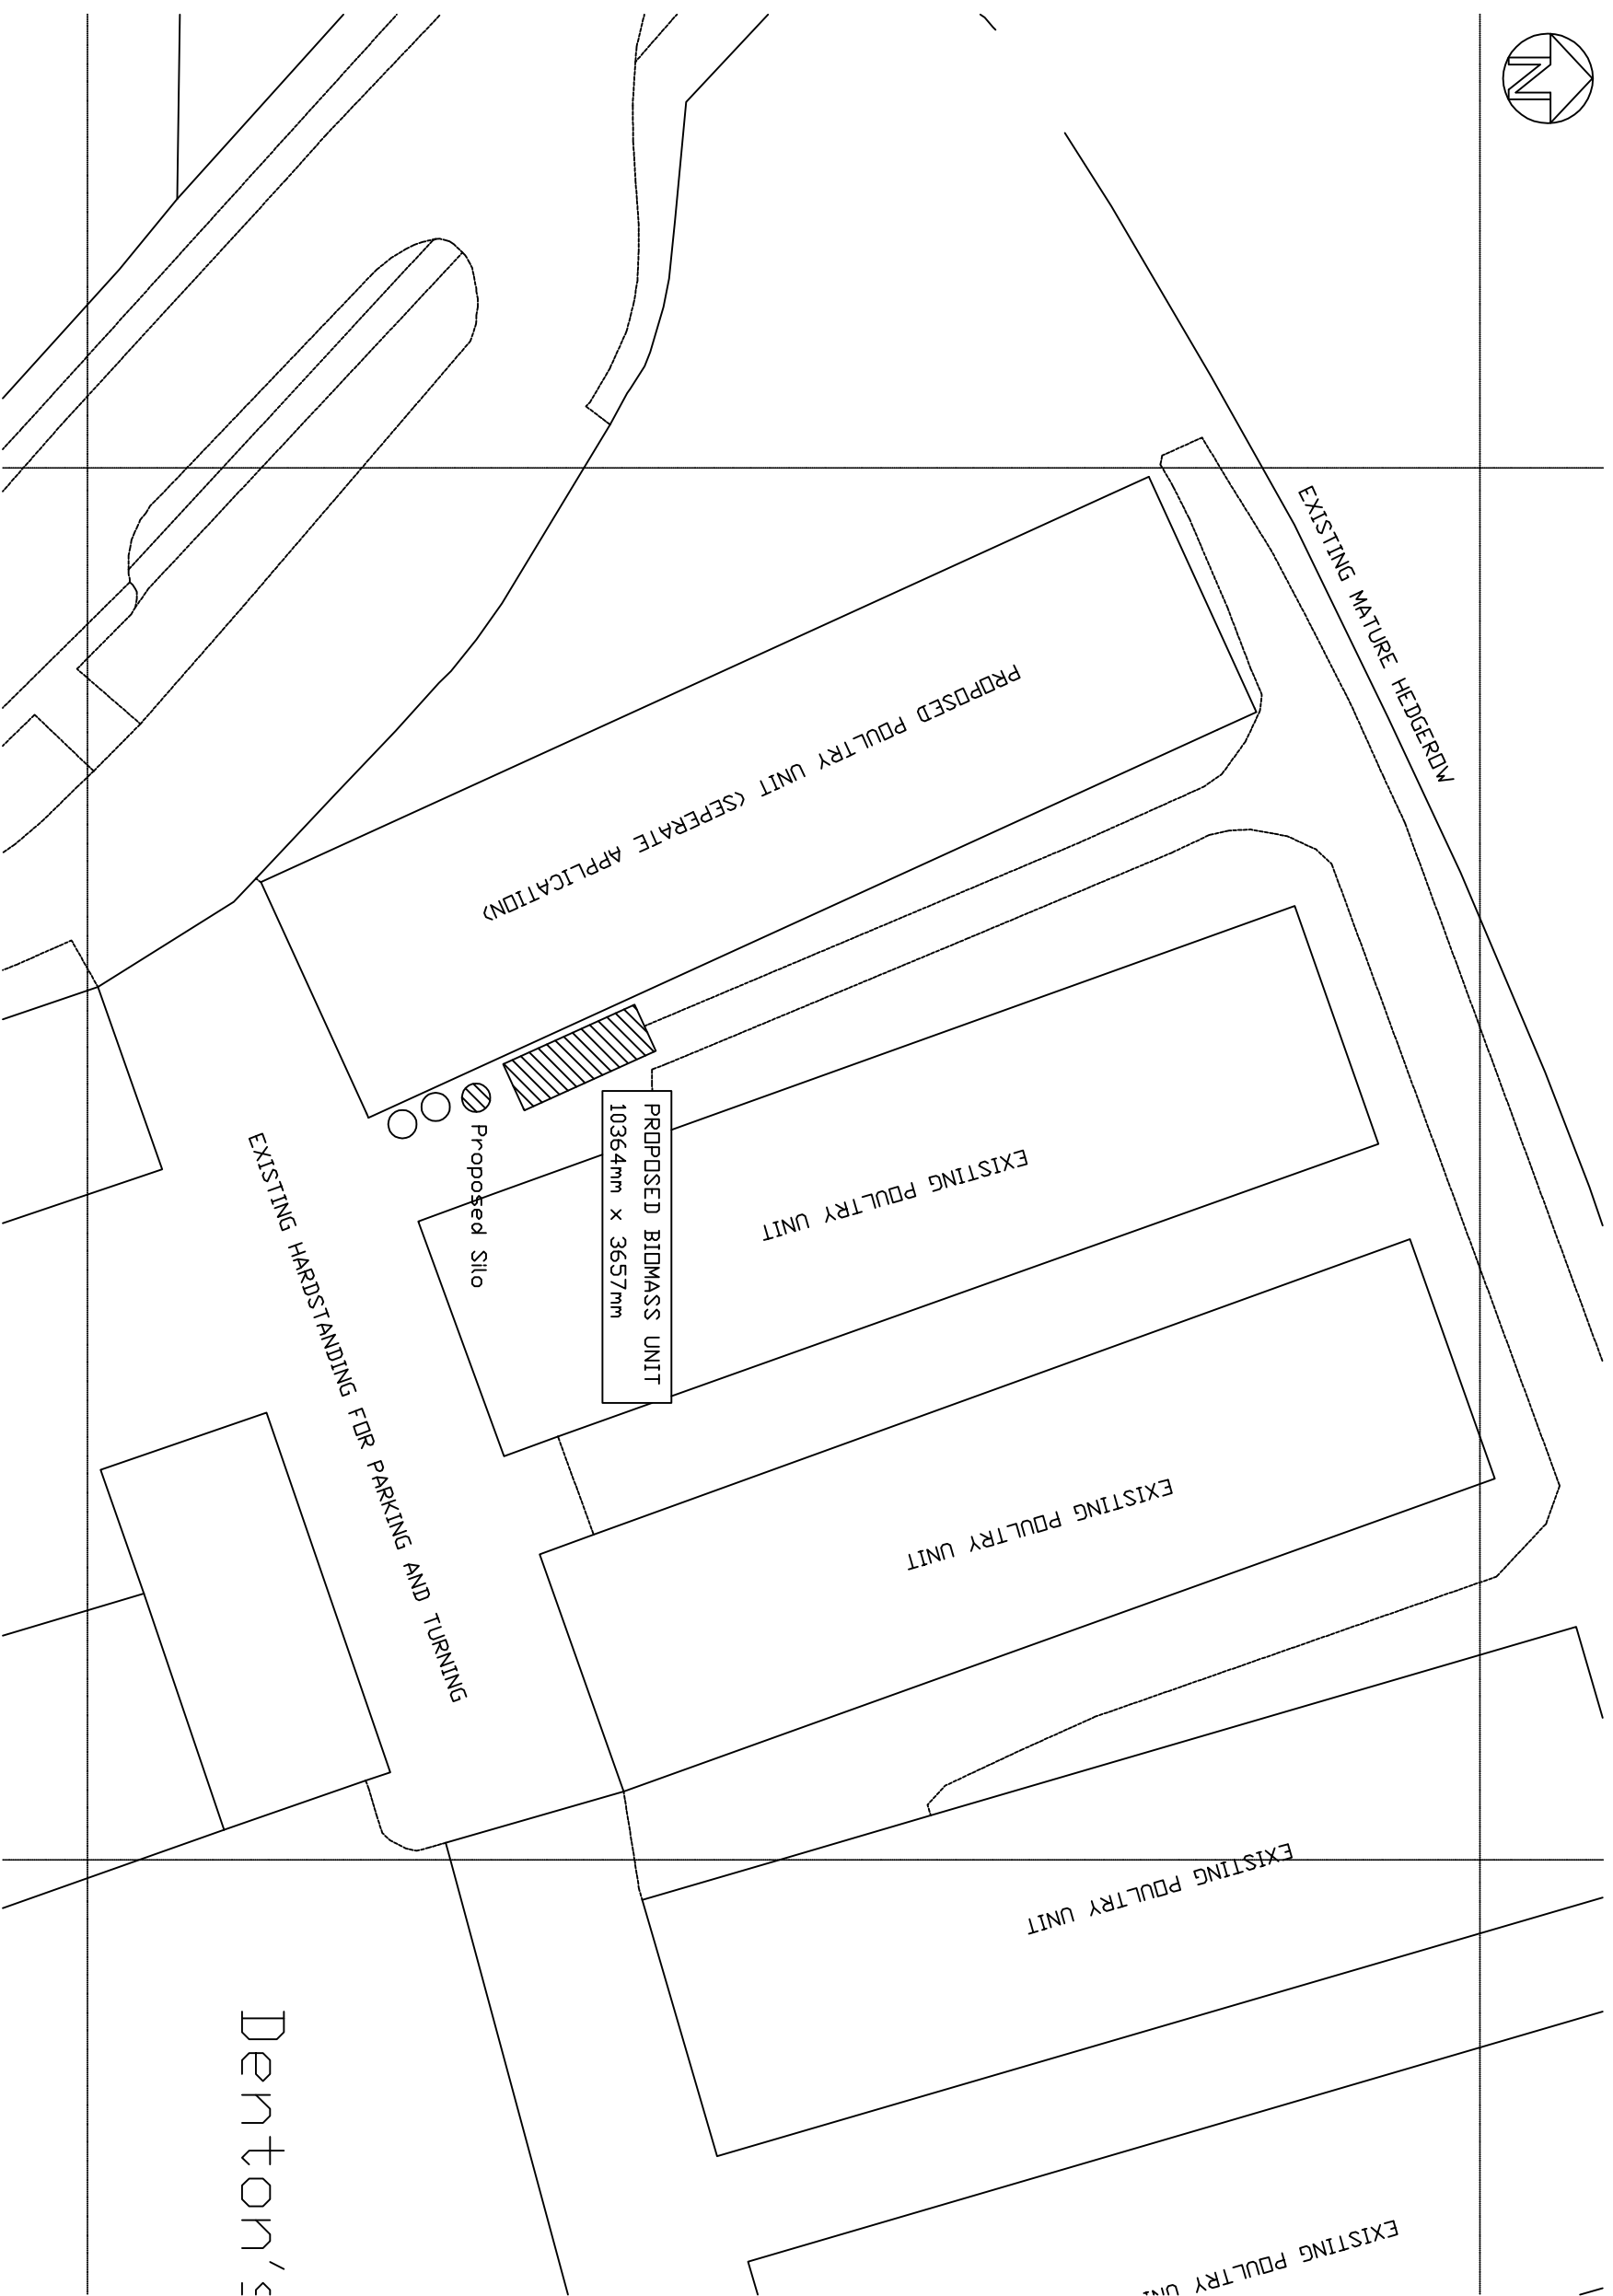 N
EXISTING MATURE HEDGEROW
PROPOSED POULTRY UNIT (SEPERATE APPLICATION)
PROPOSED BIOMASS UNIT
10364mm x 3657mm
Proposed Silo
EXISTING POULTRY UNIT
EXISTING HARDSTANDING FOR PARKING AND TURNING
EXISTING POULTRY UNIT
EXISTING POULTRY UNIT
EXISTING POULTRY UNI
Denton's